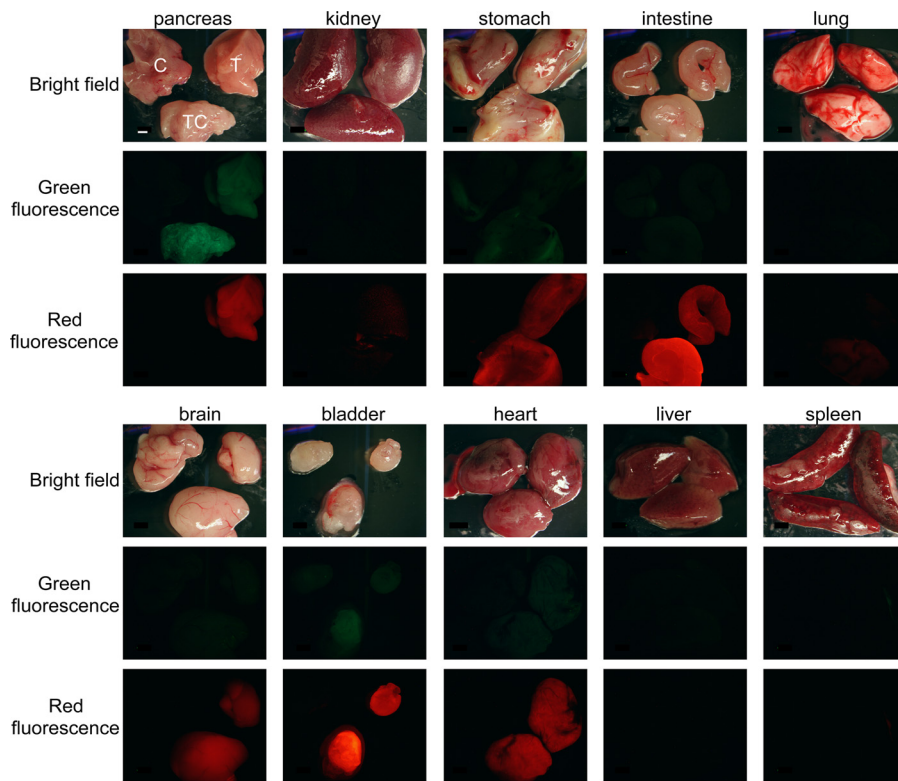 pancreas kidney stomach intestine lung
Bright field
C T
TC
Green
fluorescence
Red
fluorescence
brain bladder heart liver spleen
Bright field
Green
fluorescence
Red
fluorescence